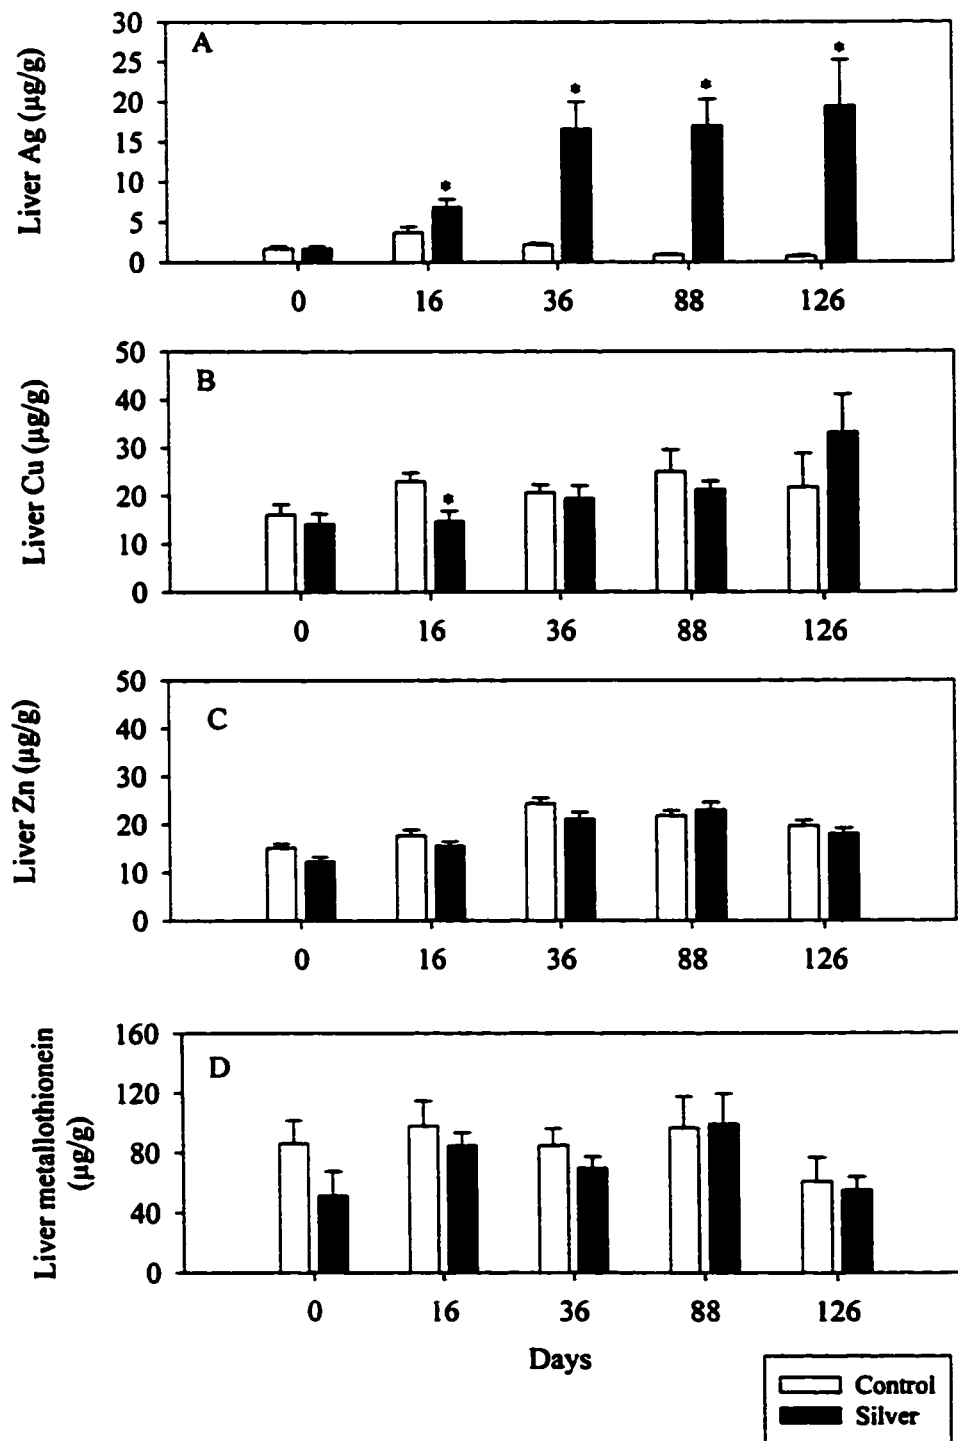 30
A
25
20
15
10
5
0
Liver Ag (µg/g)
* * * *
0 16 36 88 126
50
B
40
30
20
10
0
Liver Cu (µg/g)
*
0 16 36 88 126
50
C
40
30
20
10
0
Liver Zn (µg/g)
0 16 36 88 126
160
D
120
80
40
0
Liver metallothionein
(µg/g)
0 16 36 88 126
Days
Control
Silver